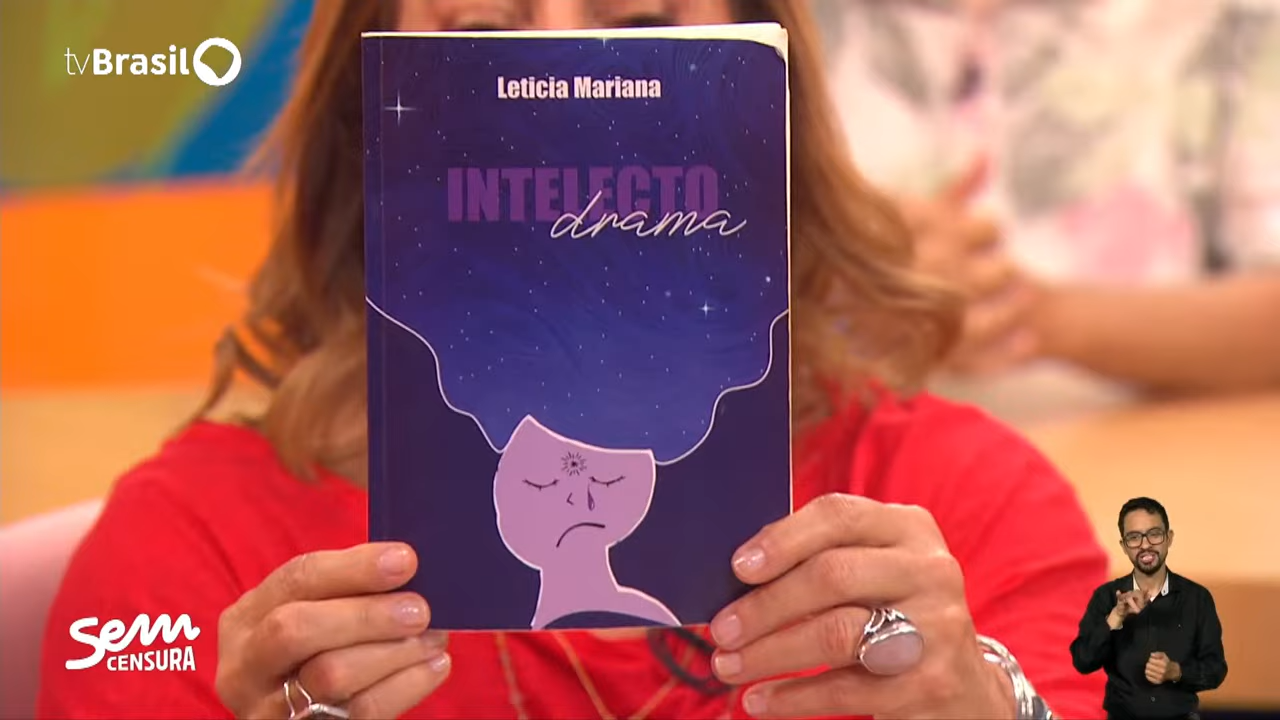 tvBrasil
Leticia Mariana
INTELECTO
drama
Sem
CENSURA